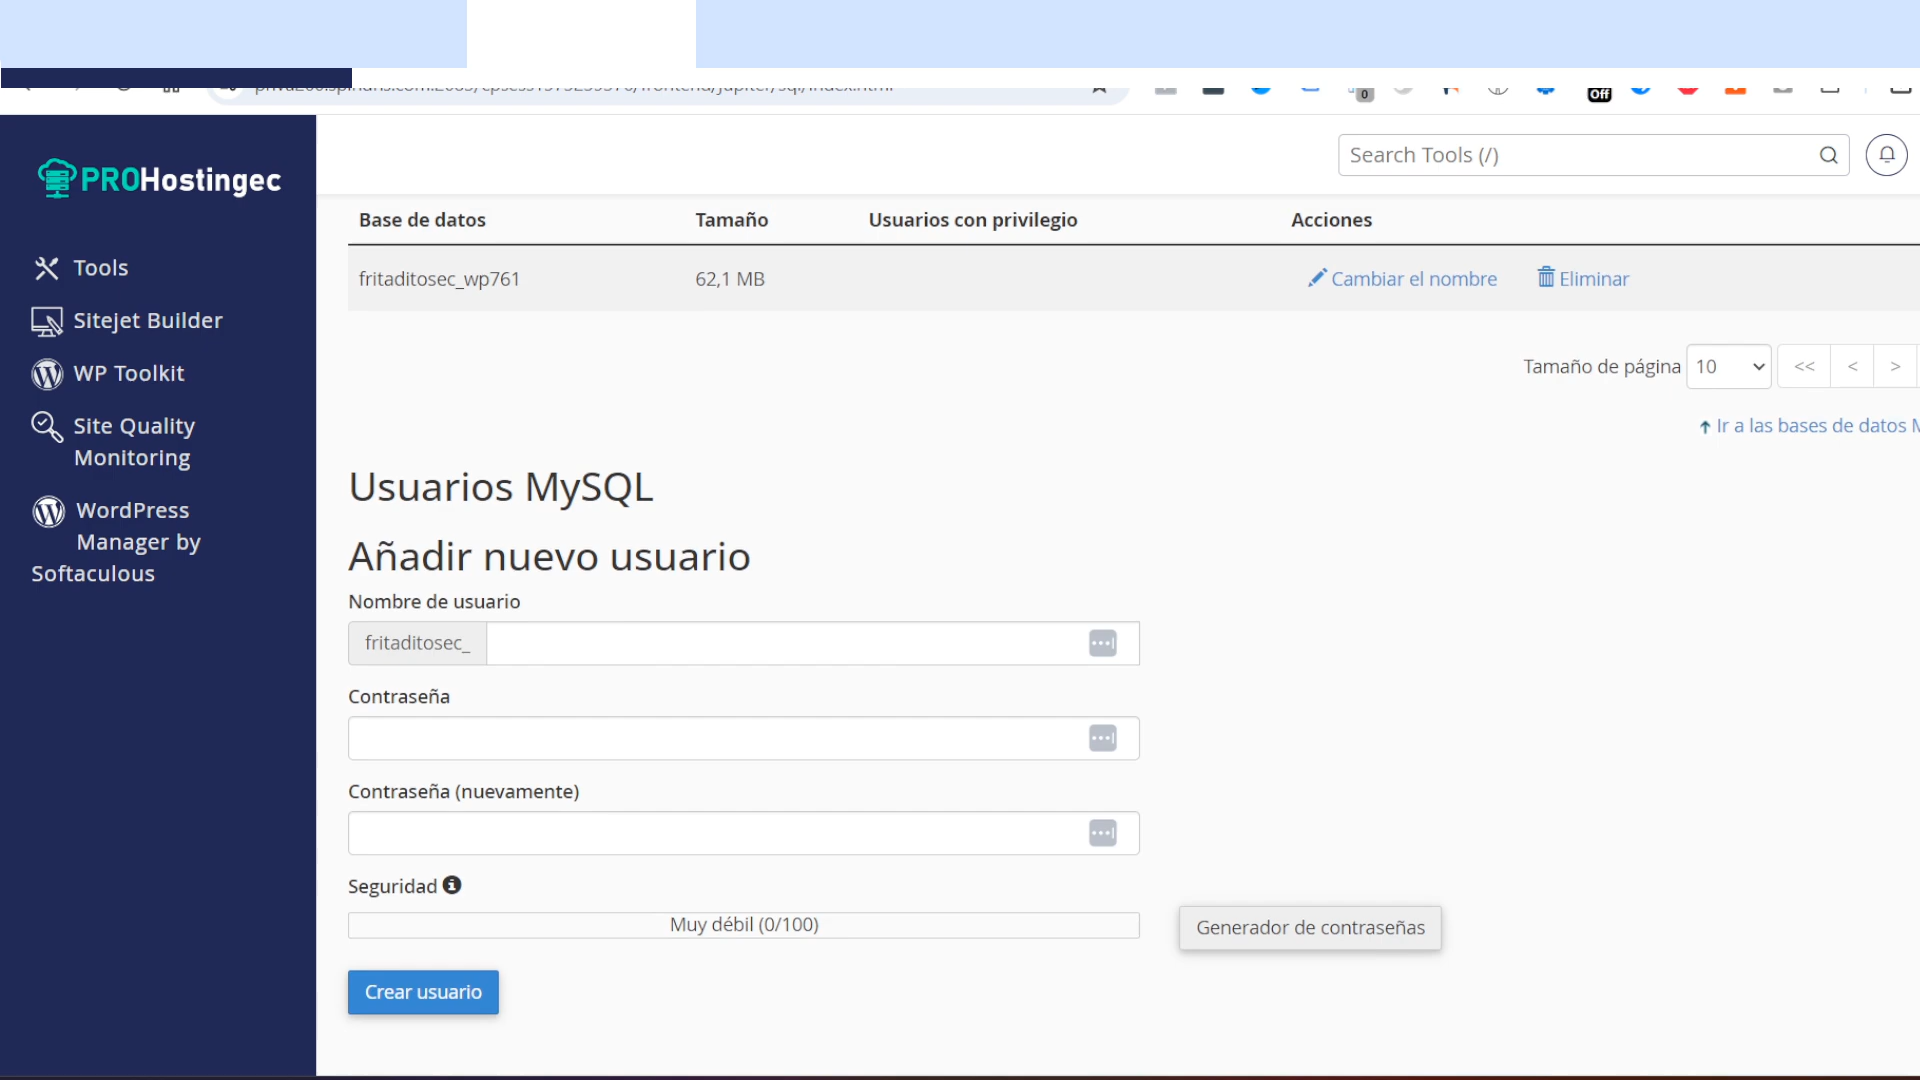 0
Off
PROHostingec
Search Tools (/)
Tools
Sitejet Builder
WP Toolkit
Site Quality
Monitoring
WordPress
Manager by
Softaculous
Base de datos Tamaño Usuarios con privilegio Acciones
fritaditosec_wp761 62,1 MB Cambiar el nombre Eliminar
Tamaño de página 10 << < >
Ir a las bases de datos M
Usuarios MySQL
Añadir nuevo usuario
Nombre de usuario
fritaditosec_
Contraseña
Contraseña (nuevamente)
Seguridad
Muy débil (0/100)
Generador de contraseñas
Crear usuario